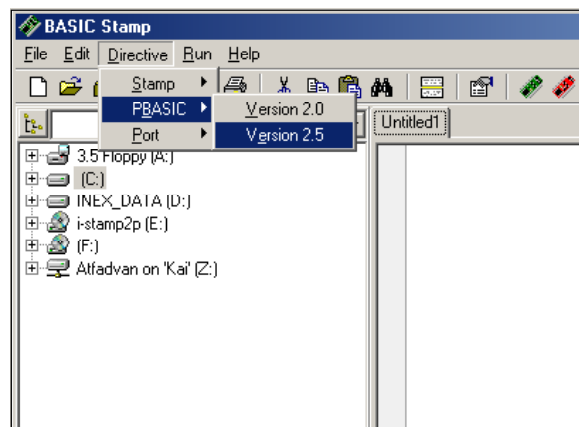 BASIC Stamp
File Edit Directive Run Help
Stamp
PBASIC
Port
Version 2.0
Version 2.5
Untitled1
3.5 Floppy (A:)
(C:)
INEX_DATA (D:)
i-stamp2p (E:)
(F:)
Atfadvan on 'Kai' (Z:)